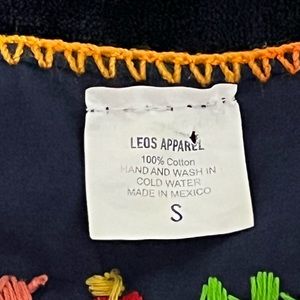 LEOS APPAREL
100% Cotton
HAND AND WASH IN
COLD WATER
MADE IN MEXICO
S